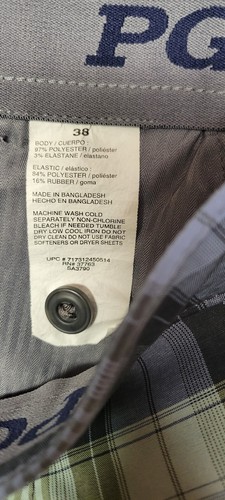 PG
38
BODY / CUERPO :
97% POLYESTER / poliéster
3% ELASTANE / elastano
ELASTIC / elástico :
84% POLYESTER / poliéster
16% RUBBER / goma
MADE IN BANGLADESH
HECHO EN BANGLADESH
MACHINE WASH COLD
SEPARATELY NON-CHLORINE
BLEACH IF NEEDED TUMBLE
DRY LOW COOL IRON DO NOT
DRY CLEAN DO NOT USE FABRIC
SOFTENERS OR DRYER SHEETS
UPC # 717312450514
RN# 37763
SA3790